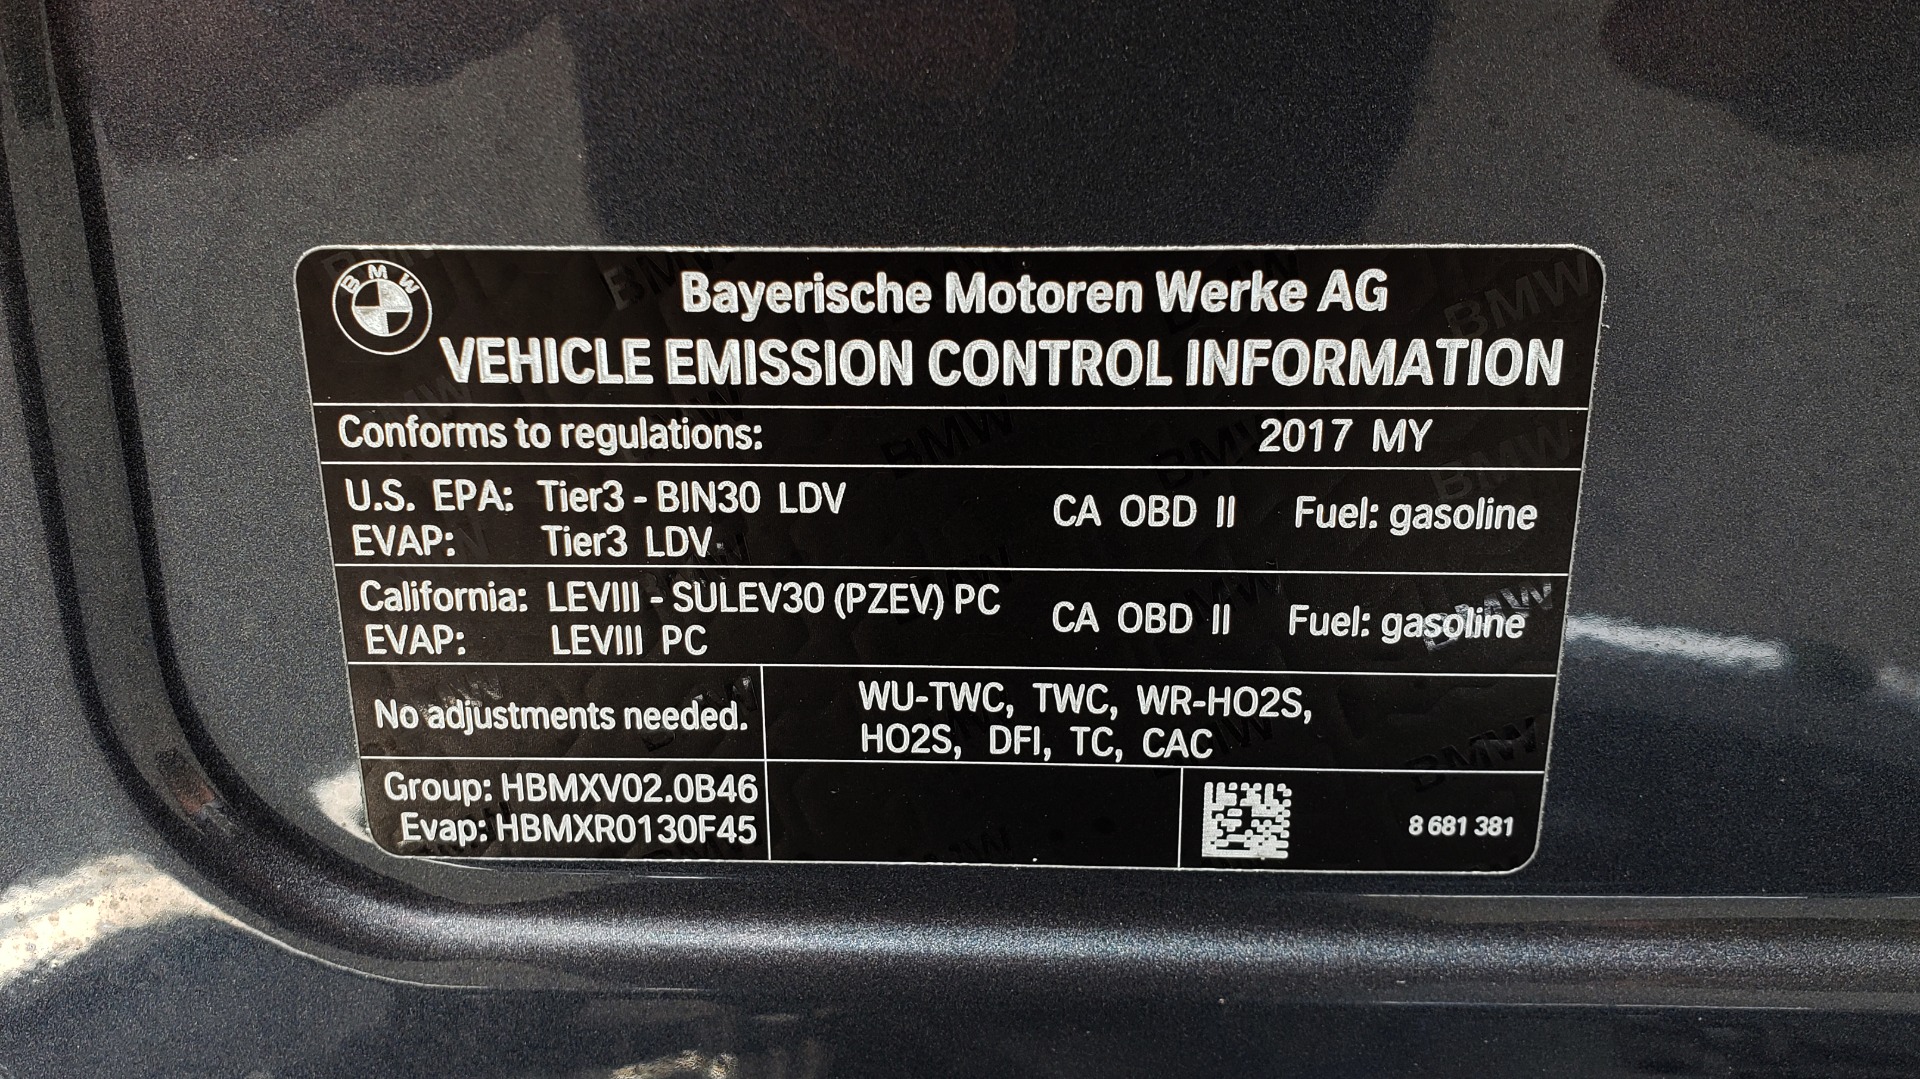 BMW
Bayerische Motoren Werke AG
VEHICLE EMISSION CONTROL INFORMATION
Conforms to regulations: 2017 MY
U.S. EPA: Tier3 - BIN30 LDV CA OBD II Fuel: gasoline
EVAP: Tier3 LDV
California: LEVIII - SULEV30 (PZEV) PC CA OBD II Fuel: gasoline
EVAP: LEVIII PC
No adjustments needed.
WU-TWC, TWC, WR-HO2S,
HO2S, DFI, TC, CAC
Group: HBMXV02.0B46
Evap: HBMXR0130F45
8 681 381